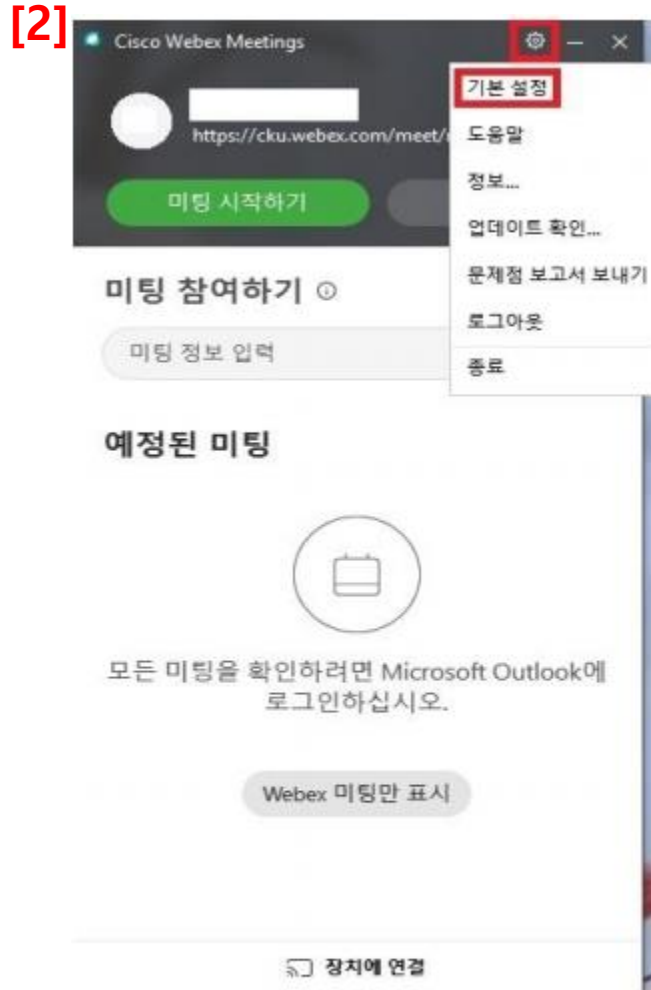 [2]
Cisco Webex Meetings
기본 설정
https://cku.webex.com/meet/
도움말
정보...
미팅 시작하기
업데이트 확인...
문제점 보고서 보내기
미팅 참여하기
로그아웃
미팅 정보 입력
종료
예정된 미팅
모든 미팅을 확인하려면 Microsoft Outlook에
로그인하십시오.
Webex 미팅만 표시
장치에 연결